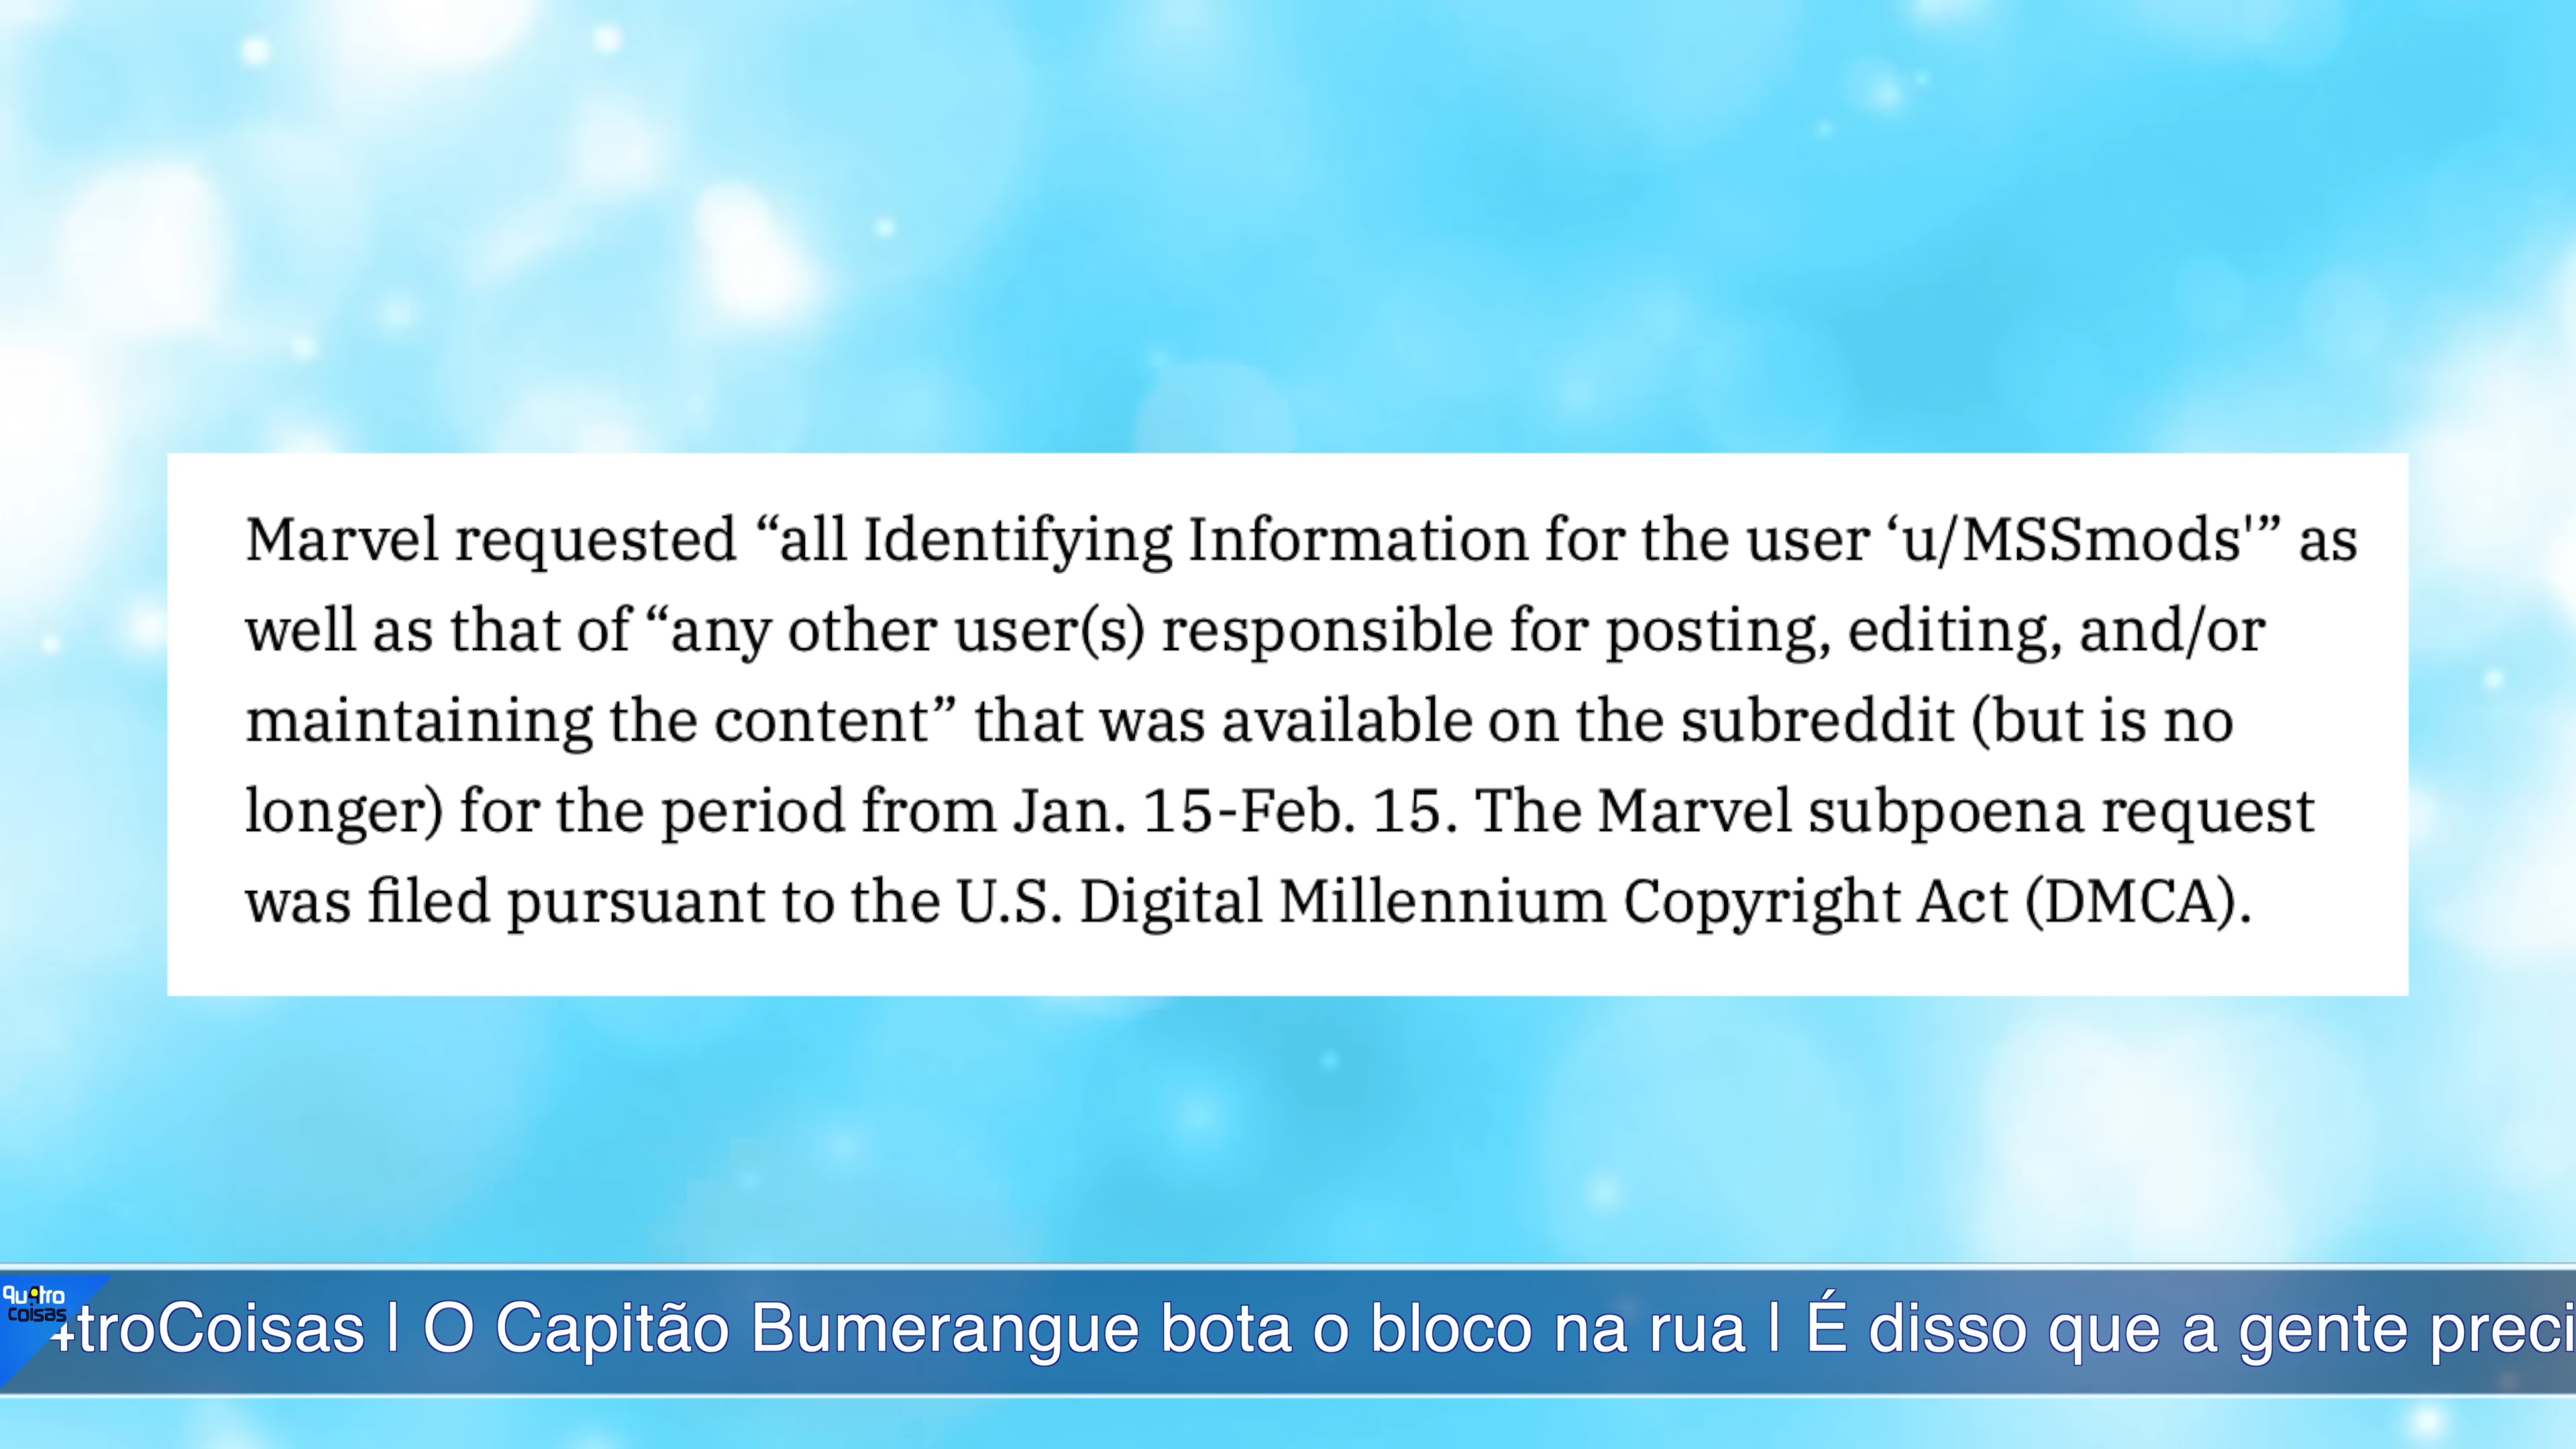 Marvel requested “all Identifying Information for the user ‘u/MSSmods'” as
well as that of “any other user(s) responsible for posting, editing, and/or
maintaining the content” that was available on the subreddit (but is no
longer) for the period from Jan. 15-Feb. 15. The Marvel subpoena request
was filed pursuant to the U.S. Digital Millennium Copyright Act (DMCA).
qu4tro
coisas
4troCoisas | O Capitão Bumerangue bota o bloco na rua | É disso que a gente preci